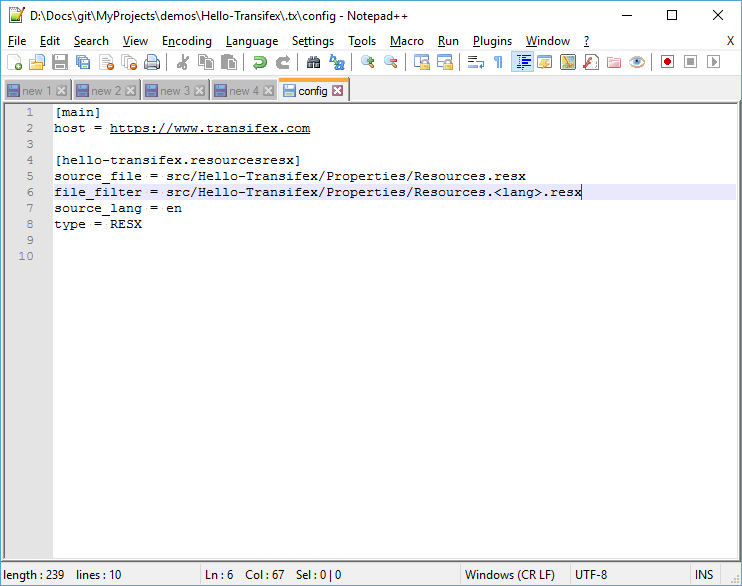 D:\Docs\git\MyProjects\demos\Hello-Transifex\.tx\config - Notepad++
File Edit Search View Encoding Language Settings Tools Macro Run Plugins Window ? X
new 1 new 2 new 3 new 4 config
1 [main]
2 host = https://www.transifex.com
3
4 [hello-transifex.resourcesresx]
5 source_file = src/Hello-Transifex/Properties/Resources.resx
6 file_filter = src/Hello-Transifex/Properties/Resources.<lang>.resx
7 source_lang = en
8 type = RESX
9
10
length : 239 lines : 10 Ln : 6 Col : 67 Sel : 0 | 0 Windows (CR LF) UTF-8 INS